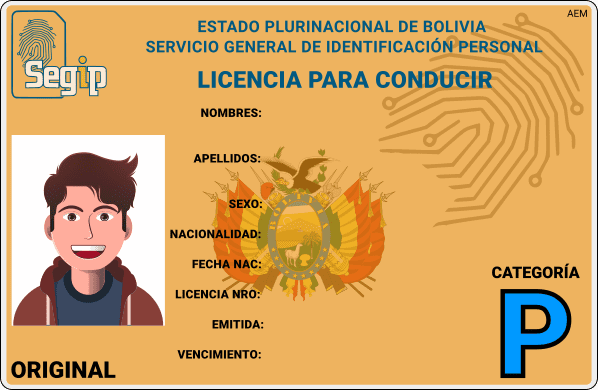 AEM
ESTADO PLURINACIONAL DE BOLIVIA
SERVICIO GENERAL DE IDENTIFICACIÓN PERSONAL
Segip
LICENCIA PARA CONDUCIR
NOMBRES:
APELLIDOS:
SEXO:
NACIONALIDAD:
FECHA NAC:
LICENCIA NRO:
EMITIDA:
VENCIMIENTO:
CATEGORÍA
P
ORIGINAL